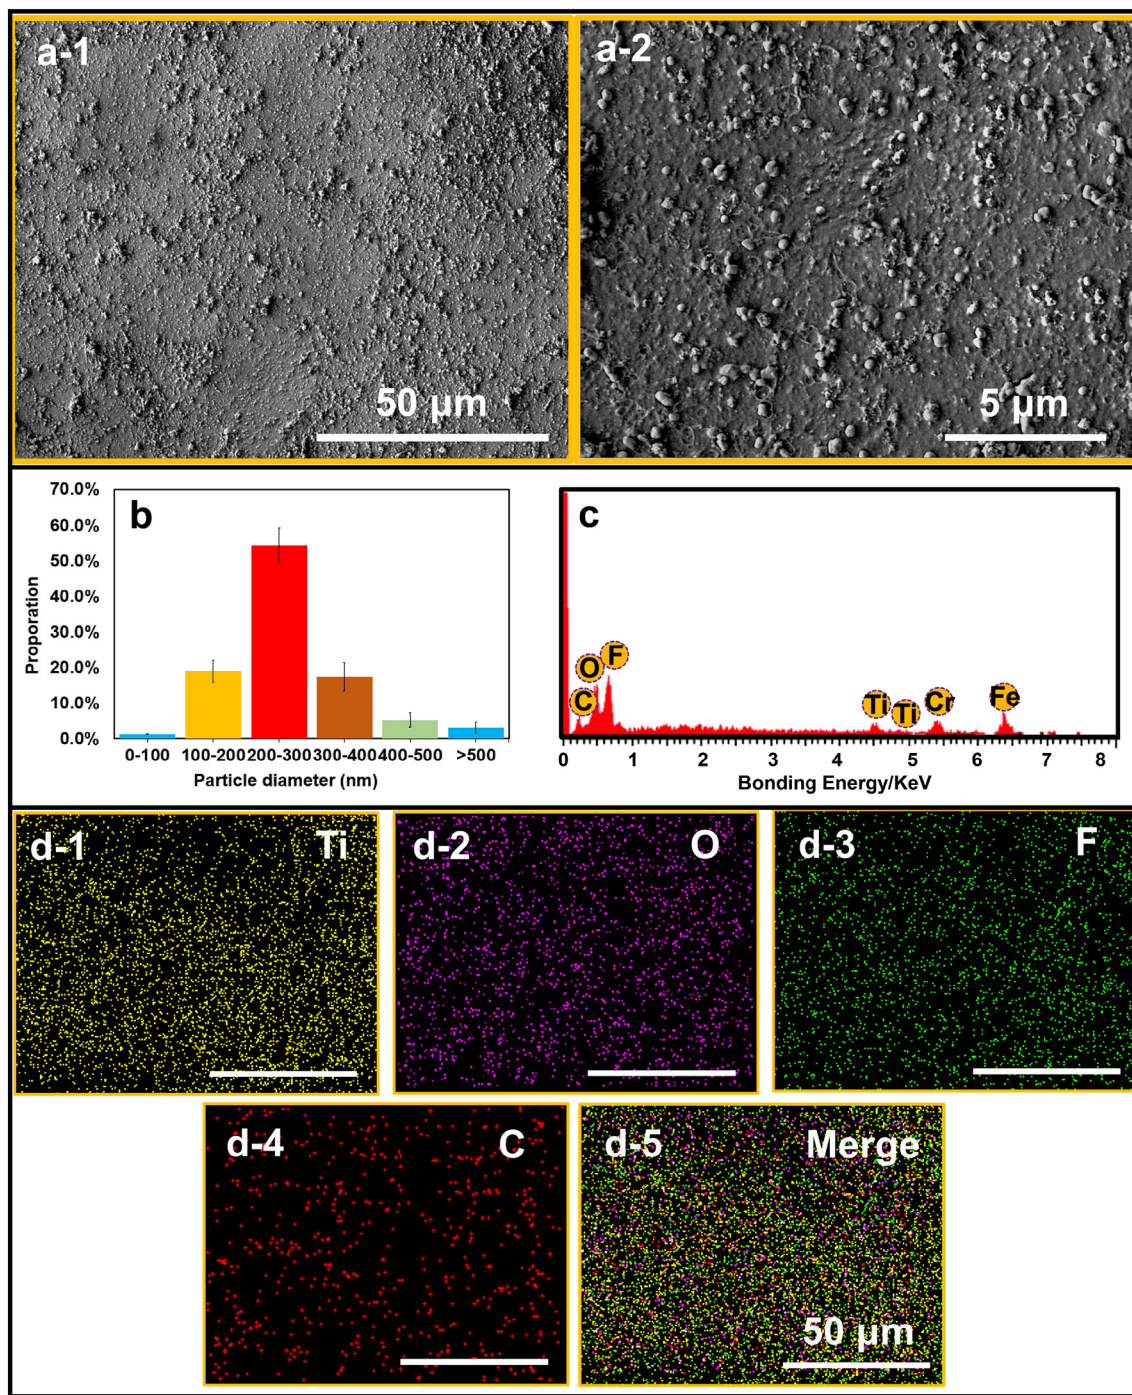 a-1
a-2
50 μm
5 μm
b
70.0%
60.0%
50.0%
40.0%
30.0%
20.0%
10.0%
0.0%
Proporation
0-100 100-200 200-300 300-400 400-500 >500
Particle diameter (nm)
c
C O F Ti Ti Cr Fe
0 1 2 3 4 5 6 7 8
Bonding Energy/KeV
d-1 Ti
d-2 O
d-3 F
d-4 C
d-5 Merge
50 μm